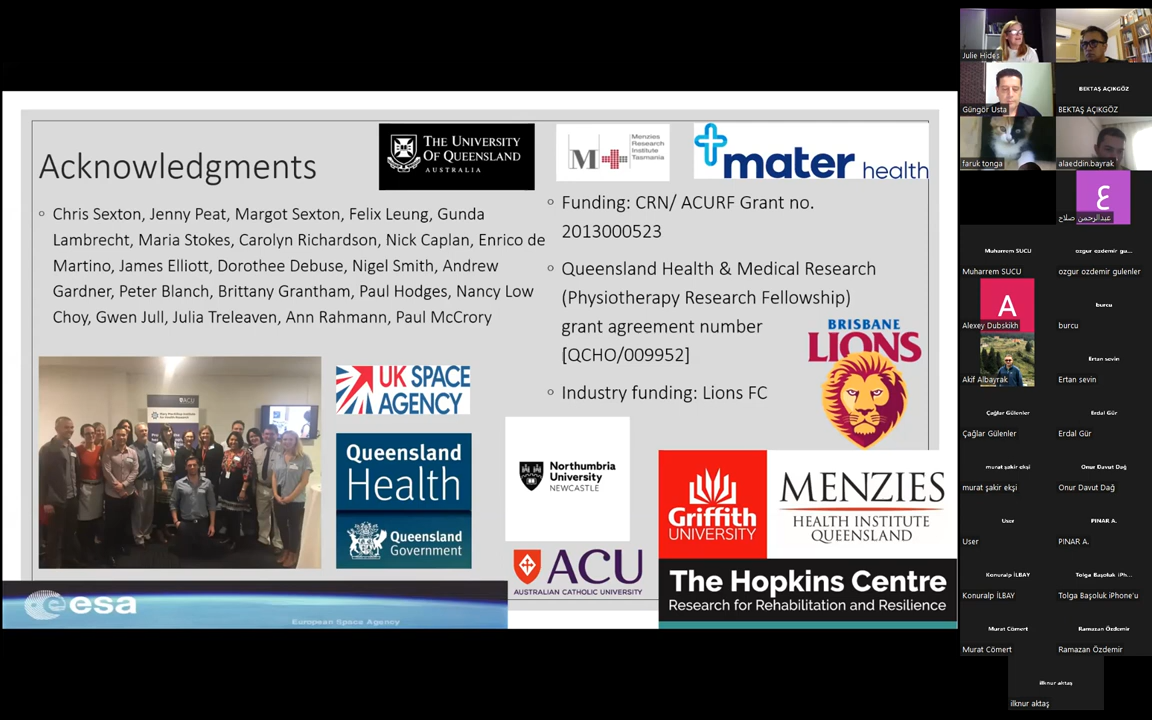 Acknowledgments
THE UNIVERSITY
OF QUEENSLAND
AUSTRALIA
M
Menzies
Research
Institute
Tasmania
mater health
Chris Sexton, Jenny Peat, Margot Sexton, Felix Leung, Gunda
Lambrecht, Maria Stokes, Carolyn Richardson, Nick Caplan, Enrico de
Martino, James Elliott, Dorothee Debuse, Nigel Smith, Andrew
Gardner, Peter Blanch, Brittany Grantham, Paul Hodges, Nancy Low
Choy, Gwen Jull, Julia Treleaven, Ann Rahmann, Paul McCrory
Funding: CRN/ ACURF Grant no.
2013000523
Queensland Health & Medical Research
(Physiotherapy Research Fellowship)
grant agreement number
[QCHO/009952]
Industry funding: Lions FC
BRISBANE
LIONS
ACU
UK SPACE
AGENCY
Queensland
Health
Queensland
Government
Northumbria
University
NEWCASTLE
ACU
AUSTRALIAN CATHOLIC UNIVERSITY
Griffith
UNIVERSITY
MENZIES
HEALTH INSTITUTE
QUEENSLAND
The Hopkins Centre
Research for Rehabilitation and Resilience
esa
European Space Agency
Julie Hides
Güngör Usta
BEKTAŞ AÇIKGÖZ
BEKTAŞ AÇIKGÖZ
faruk tonga
alaeddin.bayrak
ع
عبدالرحمن صلاح
Muharrem SUCU
Muharrem SUCU
ozgur ozdemir gu...
ozgur ozdemir gulenler
A
Alexey Dubskikh
burcu
burcu
Akif Albayrak
Ertan sevin
Ertan sevin
Çağlar Gülenler
Çağlar Gülenler
Erdal Gür
Erdal Gür
murat şakir ekşi
murat şakir ekşi
Onur Davut Dağ
Onur Davut Dağ
User
User
PINAR A.
PINAR A.
Konuralp İLBAY
Konuralp İLBAY
Tolga Başoluk iPh...
Tolga Başoluk iPhone'u
Murat Cömert
Murat Cömert
Ramazan Özdemir
Ramazan Özdemir
ilknur aktaş
ilknur aktaş